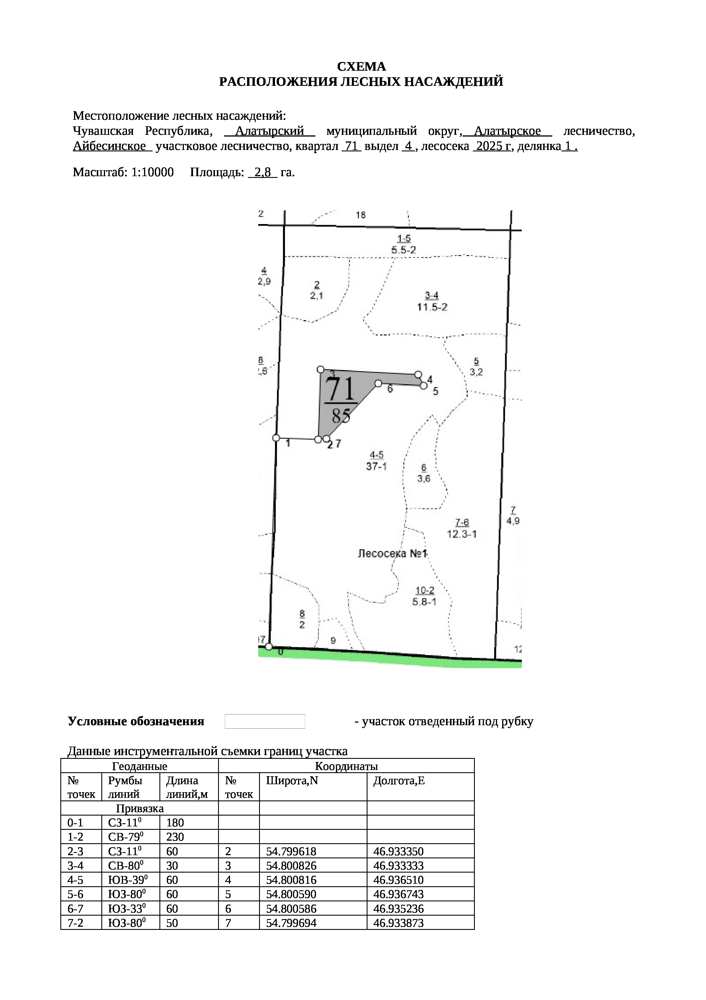 СХЕМА
РАСПОЛОЖЕНИЯ ЛЕСНЫХ НАСАЖДЕНИЙ
Местоположение лесных насаждений:
Чувашская Республика, Алатырский муниципальный округ, Алатырское лесничество,
Айбесинское участковое лесничество, квартал 71 выдел 4 , лесосека 2025 г, делянка 1 .
Масштаб: 1:10000 Площадь: 2,8 га.
2
18
1-5
5.5-2
4
2,9
2
2,1
3-4
11.5-2
8
5
3,2
3
4
71
6
5
85
1
2 7
4-5
37-1
6
3,6
7
4,9
7-6
12.3-1
Лесосека №1
10-2
5.8-1
8
2
9
0
12
Условные обозначения - участок отведенный под рубку
Данные инструментальной съемки границ участка
Геоданные Координаты
№ точек Румбы линий Длина линий,м № точек Широта,N Долгота,E
Привязка
0-1 СЗ-11⁰ 180
1-2 СВ-79⁰ 230
2-3 СЗ-11⁰ 60 2 54.799618 46.933350
3-4 СВ-80⁰ 30 3 54.800826 46.933333
4-5 ЮВ-39⁰ 60 4 54.800816 46.936510
5-6 ЮЗ-80⁰ 60 5 54.800590 46.936743
6-7 ЮЗ-33⁰ 60 6 54.800586 46.935236
7-2 ЮЗ-80⁰ 50 7 54.799694 46.933873